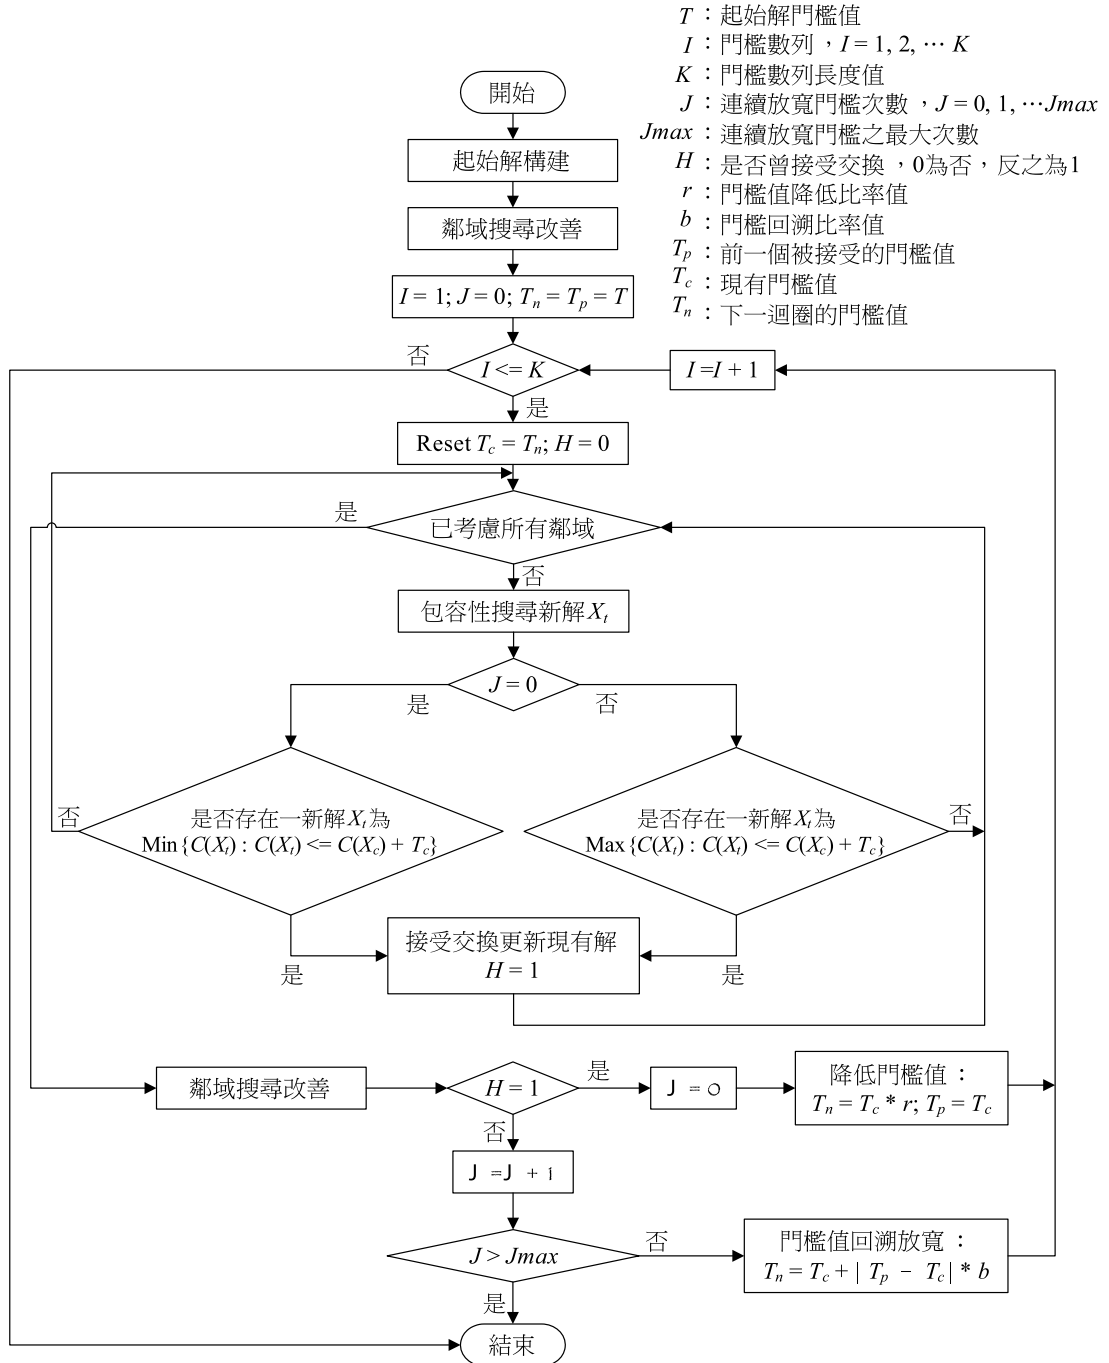 T：起始解門檻值
I：門檻數列，I = 1, 2, … K
K：門檻數列長度值
J：連續放寬門檻次數，J = 0, 1, …Jmax
Jmax：連續放寬門檻之最大次數
H：是否曾接受交換，0為否，反之為1
r：門檻值降低比率值
b：門檻回溯比率值
Tp：前一個被接受的門檻值
Tc：現有門檻值
Tn：下一迴圈的門檻值
開始
起始解構建
鄰域搜尋改善
I = 1; J = 0; Tn = Tp = T
否
I <= K
I =I + 1
是
Reset Tc = Tn; H = 0
是
已考慮所有鄰域
否
包容性搜尋新解Xt
J = 0
是
否
否
是否存在一新解Xt為
Min{C(Xt) : C(Xt) <= C(Xc) + Tc}
是否存在一新解Xt為
Max{C(Xt) : C(Xt) <= C(Xc) + Tc}
否
接受交換更新現有解
H = 1
是
是
鄰域搜尋改善
H = 1
是
J = 0
降低門檻值：
Tn = Tc * r; Tp = Tc
否
J =J + 1
J > Jmax
否
門檻值回溯放寬：
Tn = Tc + | Tp − Tc| * b
是
結束